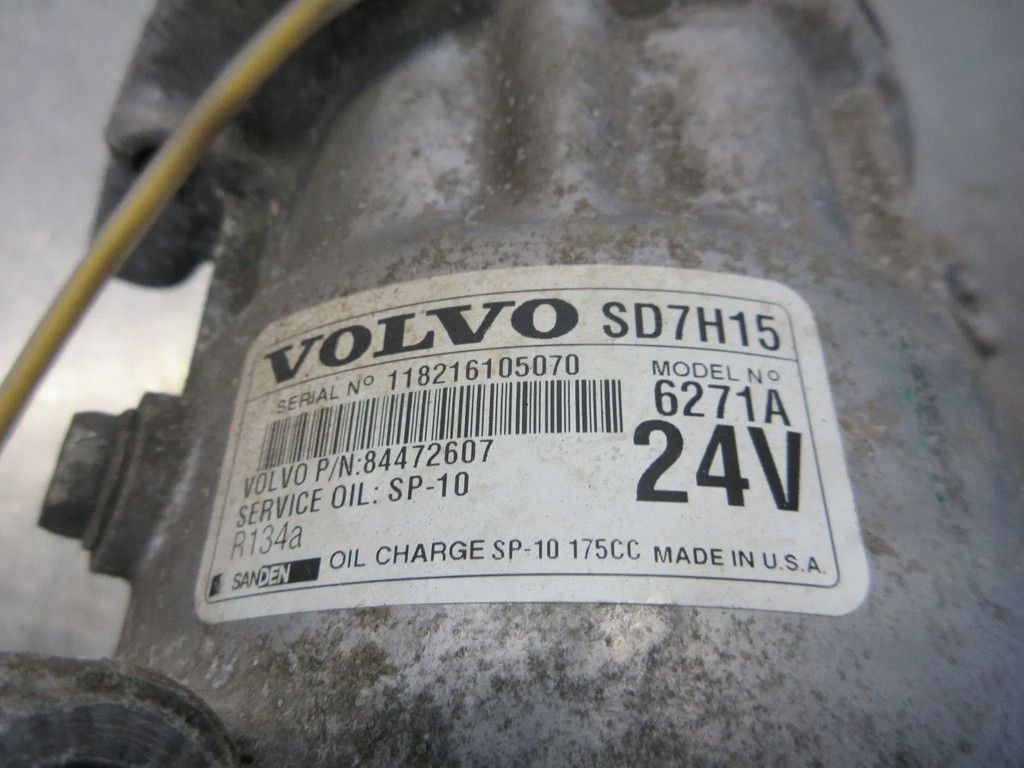 VOLVO SD7H15
SERIAL Nº 118216105070
MODEL Nº
6271A
24V
VOLVO P/N:84472607
SERVICE OIL: SP-10
R134a
SANDEN OIL CHARGE SP-10 175CC MADE IN U.S.A.